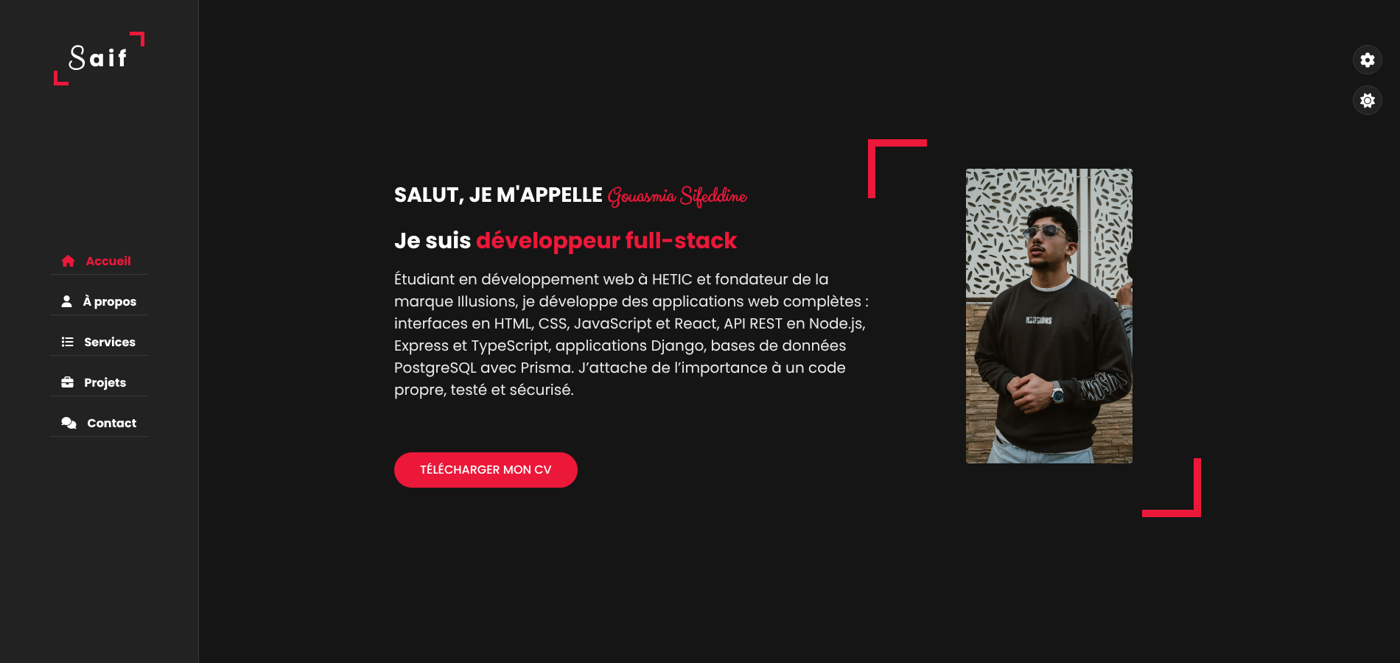 Saif
Accueil
À propos
Services
Projets
Contact
SALUT, JE M'APPELLE Gouasmia Sifeddine
Je suis développeur full-stack
Étudiant en développement web à HETIC et fondateur de la
marque Illusions, je développe des applications web complètes :
interfaces en HTML, CSS, JavaScript et React, API REST en Node.js,
Express et TypeScript, applications Django, bases de données
PostgreSQL avec Prisma. J’attache de l’importance à un code
propre, testé et sécurisé.
TÉLÉCHARGER MON CV